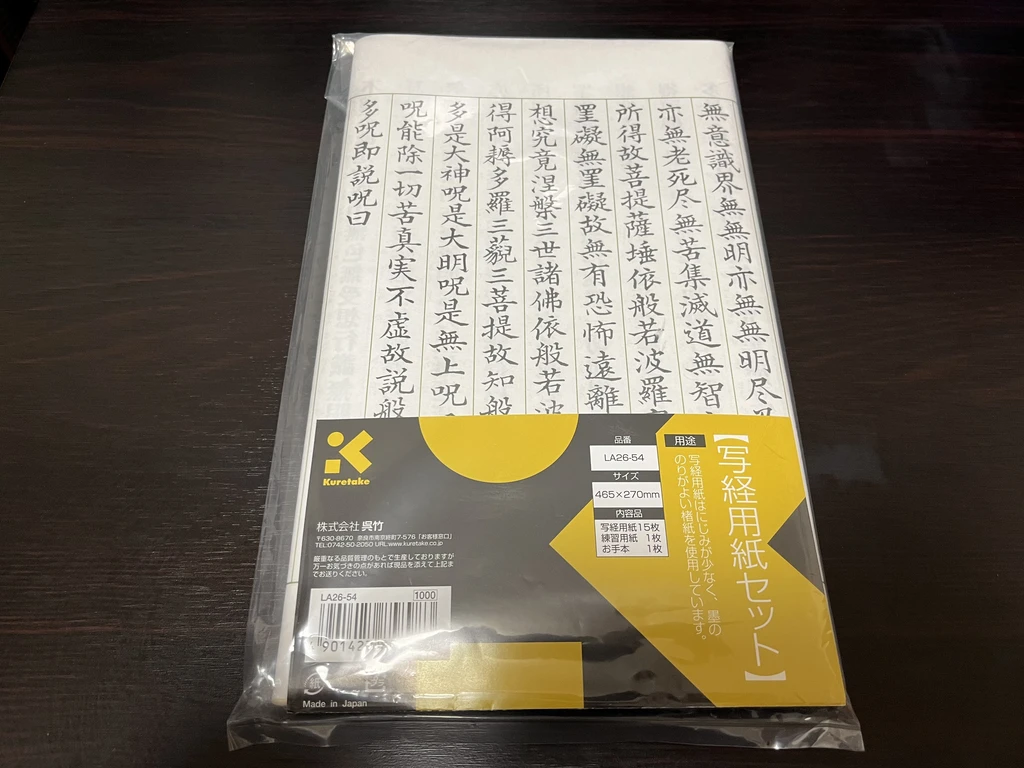 無意識界無無明亦無無明尽
亦無老死尽無苦集滅道無智
所得故菩提薩埵依般若波羅
罣礙無罣礙故無有恐怖遠離
想究竟涅槃三世諸佛依般若波
得阿耨多羅三藐三菩提故知般
多是大神呪是大明呪是無上呪
呪能除一切苦真実不虚故説般
多呪即説呪曰
【写経用紙セット】
用途
写経用紙はにじみが少なく、墨の
のりがよい楮紙を使用しています。
品番
LA26-54
サイズ
465×270mm
内容品
写経用紙15枚
練習用紙 1枚
お手本 1枚
Kuretake
株式会社 呉竹
〒630-8670 奈良市南京終町7-576「お客様窓口」
TEL:0742-50-2050 URL:www.kuretake.co.jp
厳重なる品質管理のもとで生産しておりますが
万一お気づきの点があれば現品を添えて上記ま
でお送りください。
LA26-54 1000
紙
Made in Japan